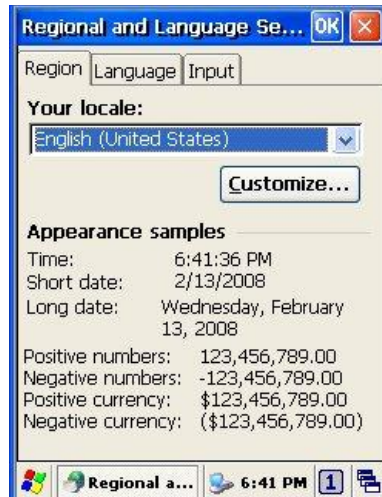 Regional and Language Se... OK
Region Language Input
Your locale:
English (United States)
Customize...
Appearance samples
Time: 6:41:36 PM
Short date: 2/13/2008
Long date: Wednesday, February
13, 2008
Positive numbers: 123,456,789.00
Negative numbers: -123,456,789.00
Positive currency: $123,456,789.00
Negative currency: ($123,456,789.00)
Regional a... 6:41 PM 1